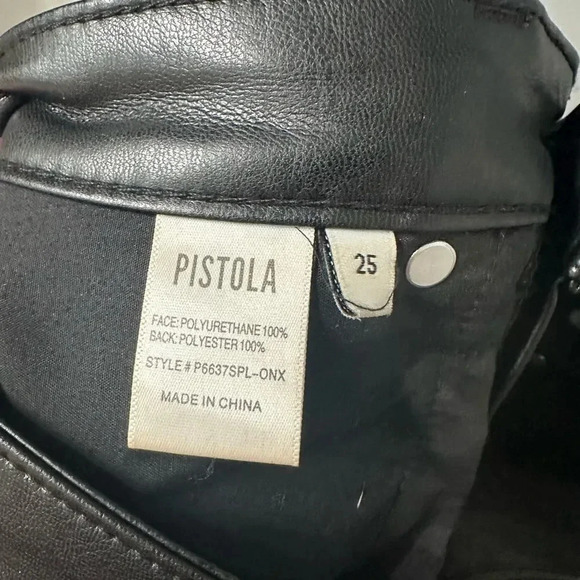 PISTOLA
25
FACE: POLYURETHANE 100%
BACK: POLYESTER 100%
STYLE # P6637SPL-ONX
MADE IN CHINA